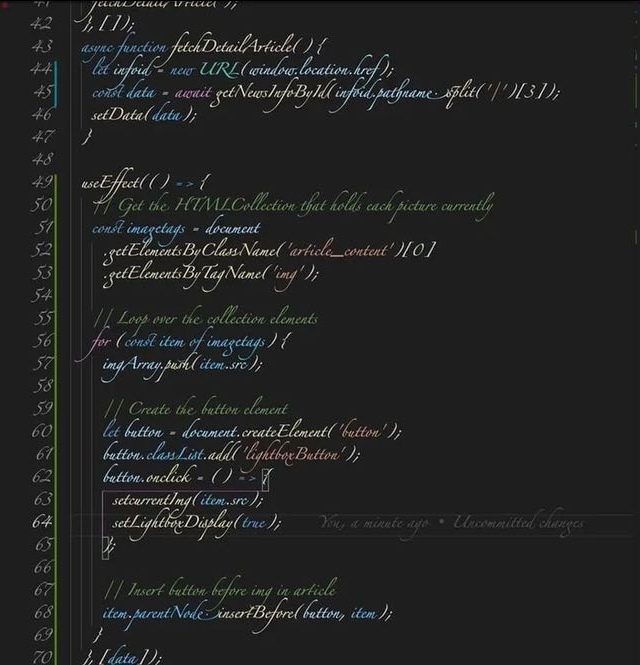 41 fetchDetailArticle();
42 }, []);
43 async function fetchDetailArticle() {
44 let infoid = new URL(window.location.href);
45 const data = await getNewsInfoById(infoid.pathname.split('/')[3]);
46 setData(data);
47 }
48
49 useEffect(() => {
50 // Get the HTMLCollection that holds each picture currently
51 const imagetags = document
52 .getElementsByClassName('article_content')[0]
53 .getElementsByTagName('img');
54
55 // Loop over the collection elements
56 for (const item of imagetags) {
57 imgArray.push(item.src);
58
59 // Create the button element
60 let button = document.createElement('button');
61 button.classList.add('lightboxButton');
62 button.onclick = () => {
63 setcurrentImg(item.src);
64 setLightboxDisplay(true); You, a minute ago • Uncommitted changes
65 };
66
67 // Insert button before img in article
68 item.parentNode.insertBefore(button, item);
69 }
70 }, [data]);